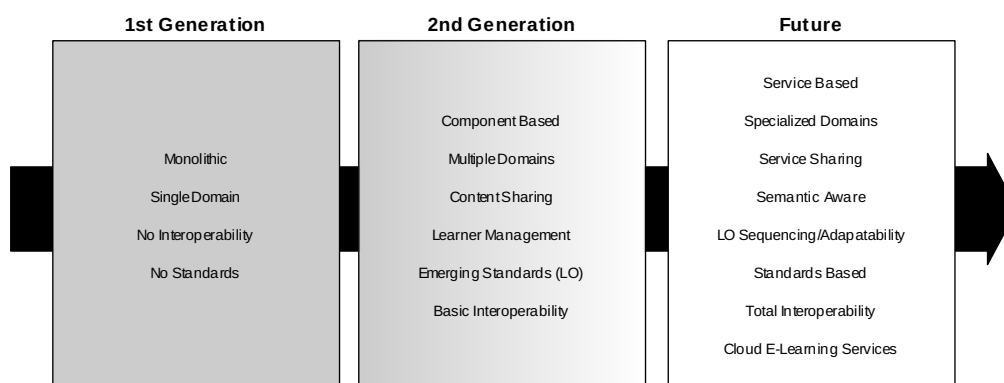 1st Generation
2nd Generation
Future
Monolithic
Single Domain
No Interoperability
No Standards
Component Based
Multiple Domains
Content Sharing
Learner Management
Emerging Standards (LO)
Basic Interoperability
Service Based
Specialized Domains
Service Sharing
Semantic Aware
LO Sequencing/Adapatability
Standards Based
Total Interoperability
Cloud E-Learning Services